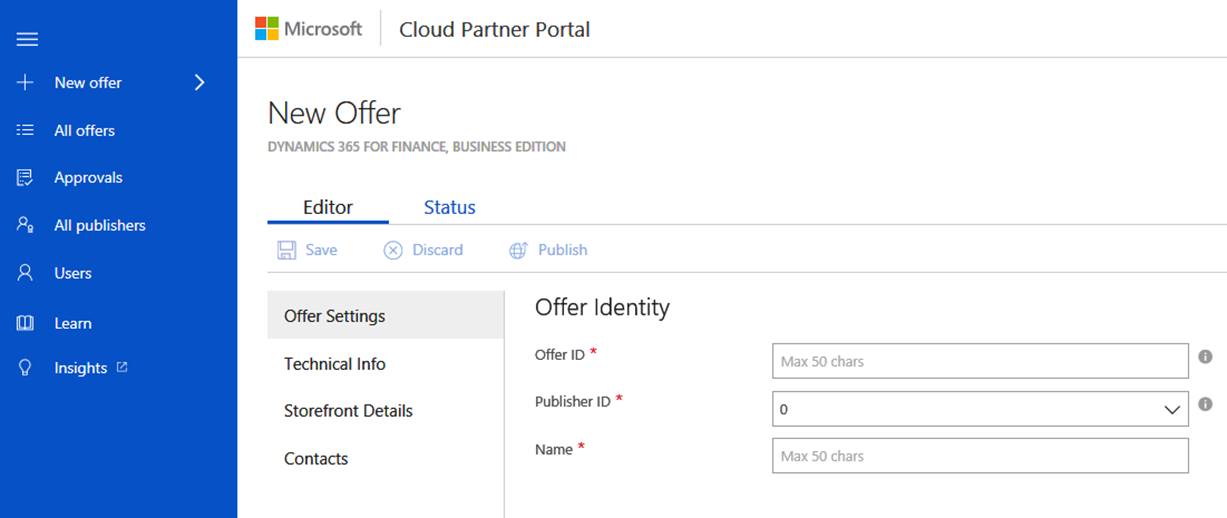 Microsoft
Cloud Partner Portal
New offer
All offers
Approvals
All publishers
Users
Learn
Insights
New Offer
DYNAMICS 365 FOR FINANCE, BUSINESS EDITION
Editor
Status
Save
Discard
Publish
Offer Settings
Technical Info
Storefront Details
Contacts
Offer Identity
Offer ID *
Max 50 chars
Publisher ID *
0
Name *
Max 50 chars